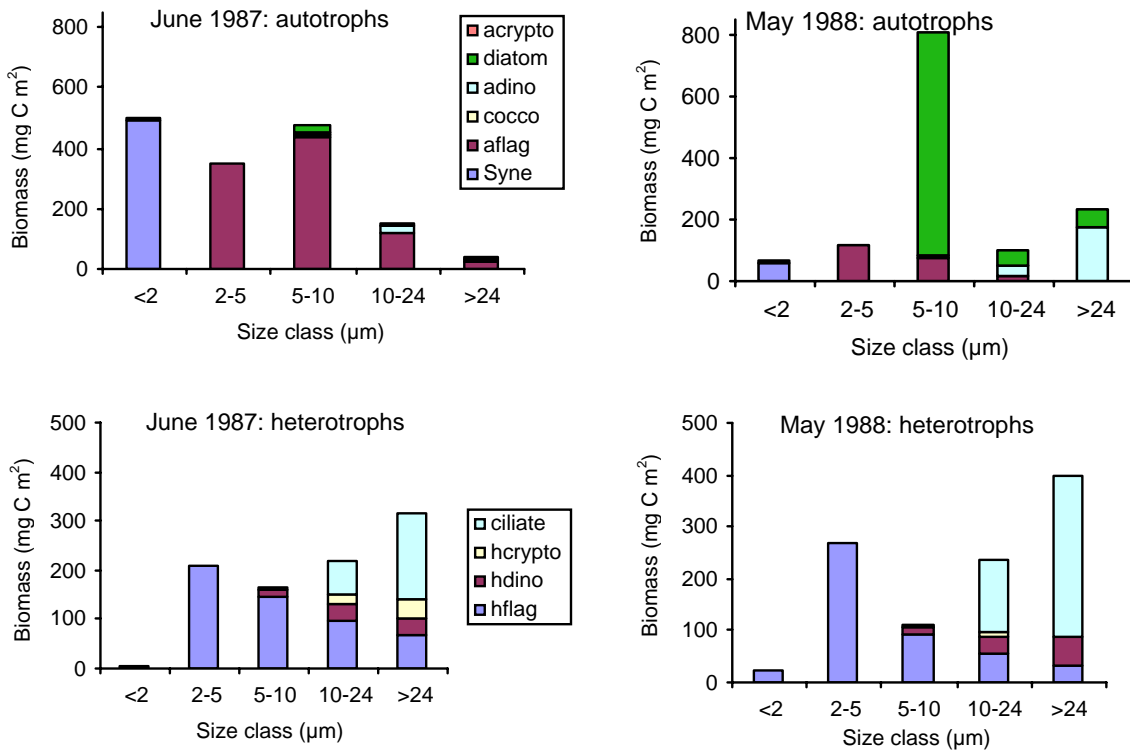 June 1987: autotrophs
Biomass (mg C m²)
800
600
400
200
0
<2 2-5 5-10 10-24 >24
Size class (µm)
acrypto
diatom
adino
cocco
aflag
Syne
May 1988: autotrophs
Biomass (mg C m²)
800
600
400
200
0
<2 2-5 5-10 10-24 >24
Size class (µm)
June 1987: heterotrophs
Biomass (mg C m²)
500
400
300
200
100
0
<2 2-5 5-10 10-24 >24
Size class (µm)
ciliate
hcrypto
hdino
hflag
May 1988: heterotrophs
Biomass (mg C m²)
500
400
300
200
100
0
<2 2-5 5-10 10-24 >24
Size class (µm)